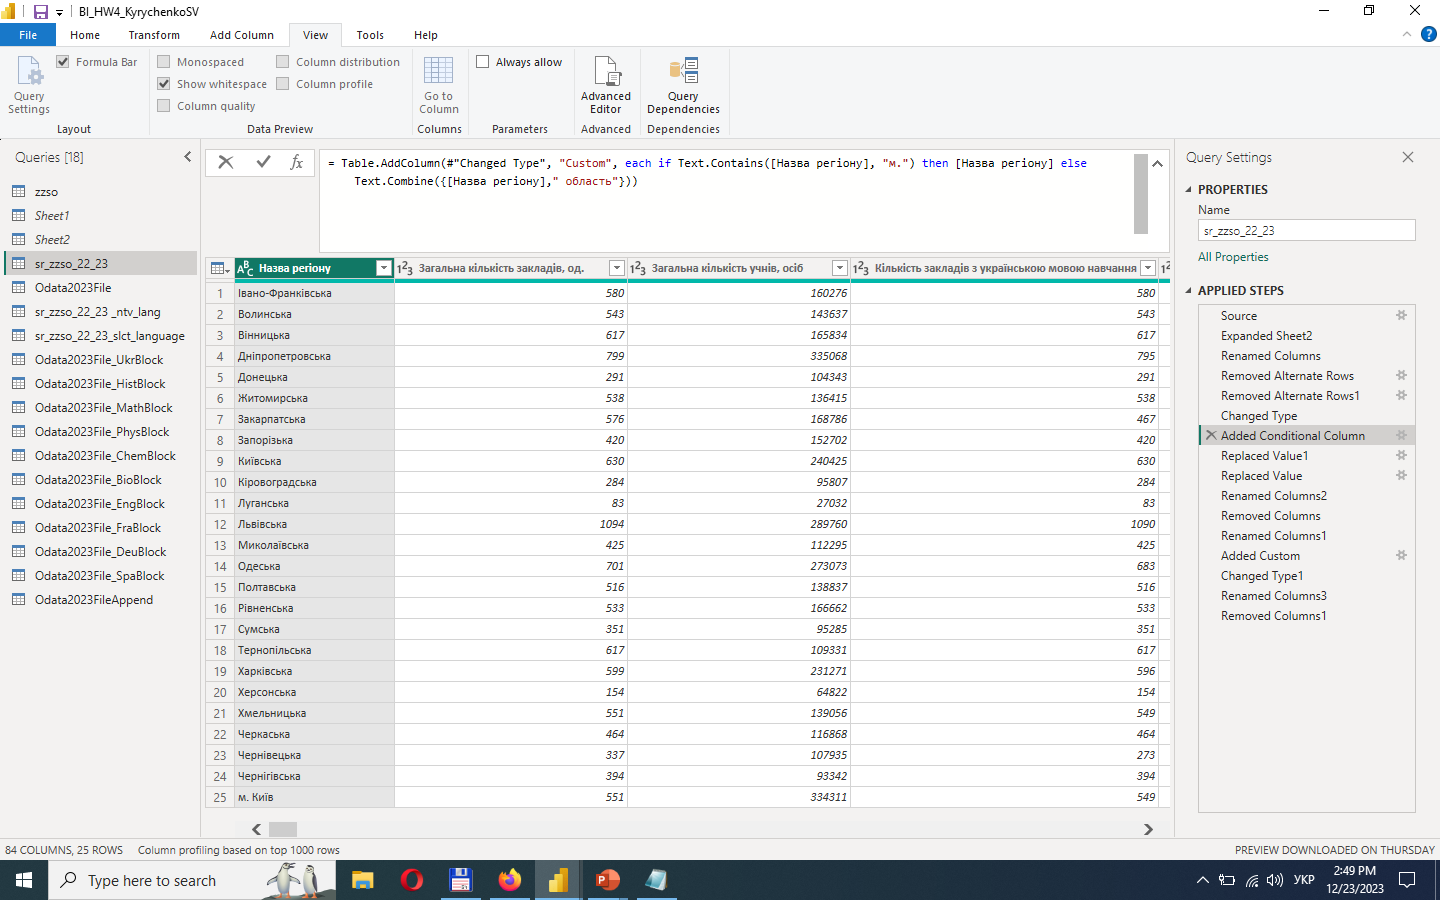 BI_HW4_KyrychenkoSV
File Home Transform Add Column View Tools Help
Query Settings
Formula Bar
Layout
Monospaced
Show whitespace
Column quality
Column distribution
Column profile
Data Preview
Go to Column
Columns
Always allow
Parameters
Advanced Editor
Advanced
Query Dependencies
Dependencies
Queries [18]
zzso
Sheet1
Sheet2
sr_zzso_22_23
Odata2023File
sr_zzso_22_23 _ntv_lang
sr_zzso_22_23_slct_language
Odata2023File_UkrBlock
Odata2023File_HistBlock
Odata2023File_MathBlock
Odata2023File_PhysBlock
Odata2023File_ChemBlock
Odata2023File_BioBlock
Odata2023File_EngBlock
Odata2023File_FraBlock
Odata2023File_DeuBlock
Odata2023File_SpaBlock
Odata2023FileAppend
fx
= Table.AddColumn(#"Changed Type", "Custom", each if Text.Contains([Назва регіону], "м.") then [Назва регіону] else
Text.Combine({[Назва регіону]," область"}))
ABC Назва регіону 123 Загальна кількість закладів, од. 123 Загальна кількість учнів, осіб 123 Кількість закладів з українською мовою навчання 12
1 Івано-Франківська 580 160276 580
2 Волинська 543 143637 543
3 Вінницька 617 165834 617
4 Дніпропетровська 799 335068 795
5 Донецька 291 104343 291
6 Житомирська 538 136415 538
7 Закарпатська 576 168786 467
8 Запорізька 420 152702 420
9 Київська 630 240425 630
10 Кіровоградська 284 95807 284
11 Луганська 83 27032 83
12 Львівська 1094 289760 1090
13 Миколаївська 425 112295 425
14 Одеська 701 273073 683
15 Полтавська 516 138837 516
16 Рівненська 533 166662 533
17 Сумська 351 95285 351
18 Тернопільська 617 109331 617
19 Харківська 599 231271 596
20 Херсонська 154 64822 154
21 Хмельницька 551 139056 549
22 Черкаська 464 116868 464
23 Чернівецька 337 107935 273
24 Чернігівська 394 93342 394
25 м. Київ 551 334311 549
Query Settings
PROPERTIES
Name
sr_zzso_22_23
All Properties
APPLIED STEPS
Source
Expanded Sheet2
Renamed Columns
Removed Alternate Rows
Removed Alternate Rows1
Changed Type
Added Conditional Column
Replaced Value1
Replaced Value
Renamed Columns2
Removed Columns
Renamed Columns1
Added Custom
Changed Type1
Renamed Columns3
Removed Columns1
84 COLUMNS, 25 ROWS Column profiling based on top 1000 rows PREVIEW DOWNLOADED ON THURSDAY
Type here to search
УКР
2:49 PM
12/23/2023